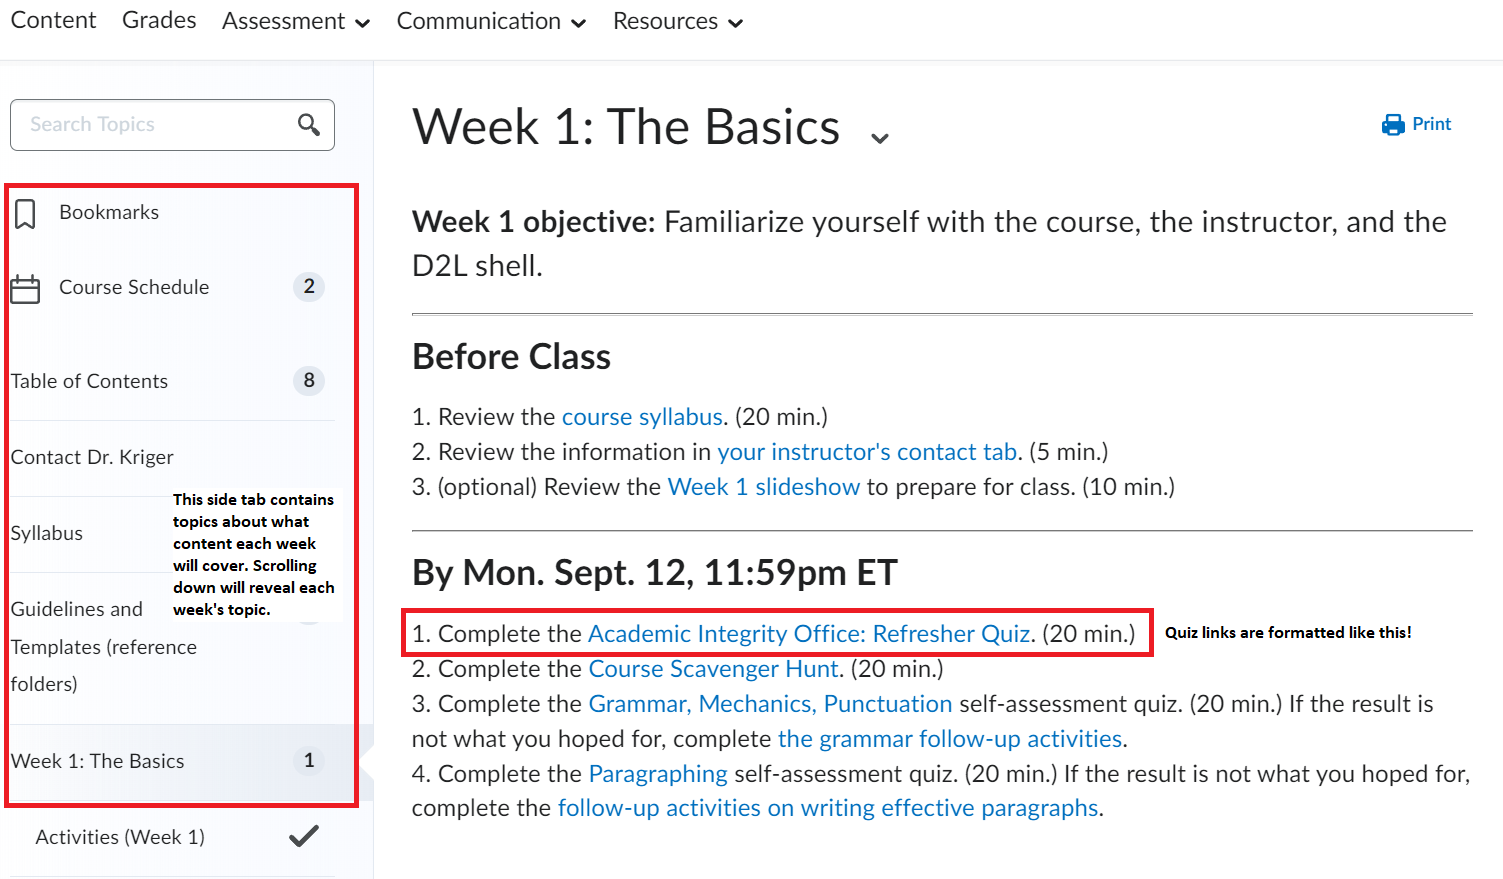 Content Grades Assessment Communication Resources
Search Topics
Bookmarks
Course Schedule 2
Table of Contents 8
Contact Dr. Kriger
Syllabus
Guidelines and
Templates (reference
folders)
This side tab contains
topics about what
content each week
will cover. Scrolling
down will reveal each
week's topic.
Week 1: The Basics 1
Activities (Week 1)
Week 1: The Basics
Print
Week 1 objective: Familiarize yourself with the course, the instructor, and the
D2L shell.
Before Class
1. Review the course syllabus. (20 min.)
2. Review the information in your instructor's contact tab. (5 min.)
3. (optional) Review the Week 1 slideshow to prepare for class. (10 min.)
By Mon. Sept. 12, 11:59pm ET
1. Complete the Academic Integrity Office: Refresher Quiz. (20 min.)
Quiz links are formatted like this!
2. Complete the Course Scavenger Hunt. (20 min.)
3. Complete the Grammar, Mechanics, Punctuation self-assessment quiz. (20 min.) If the result is
not what you hoped for, complete the grammar follow-up activities.
4. Complete the Paragraphing self-assessment quiz. (20 min.) If the result is not what you hoped for,
complete the follow-up activities on writing effective paragraphs.